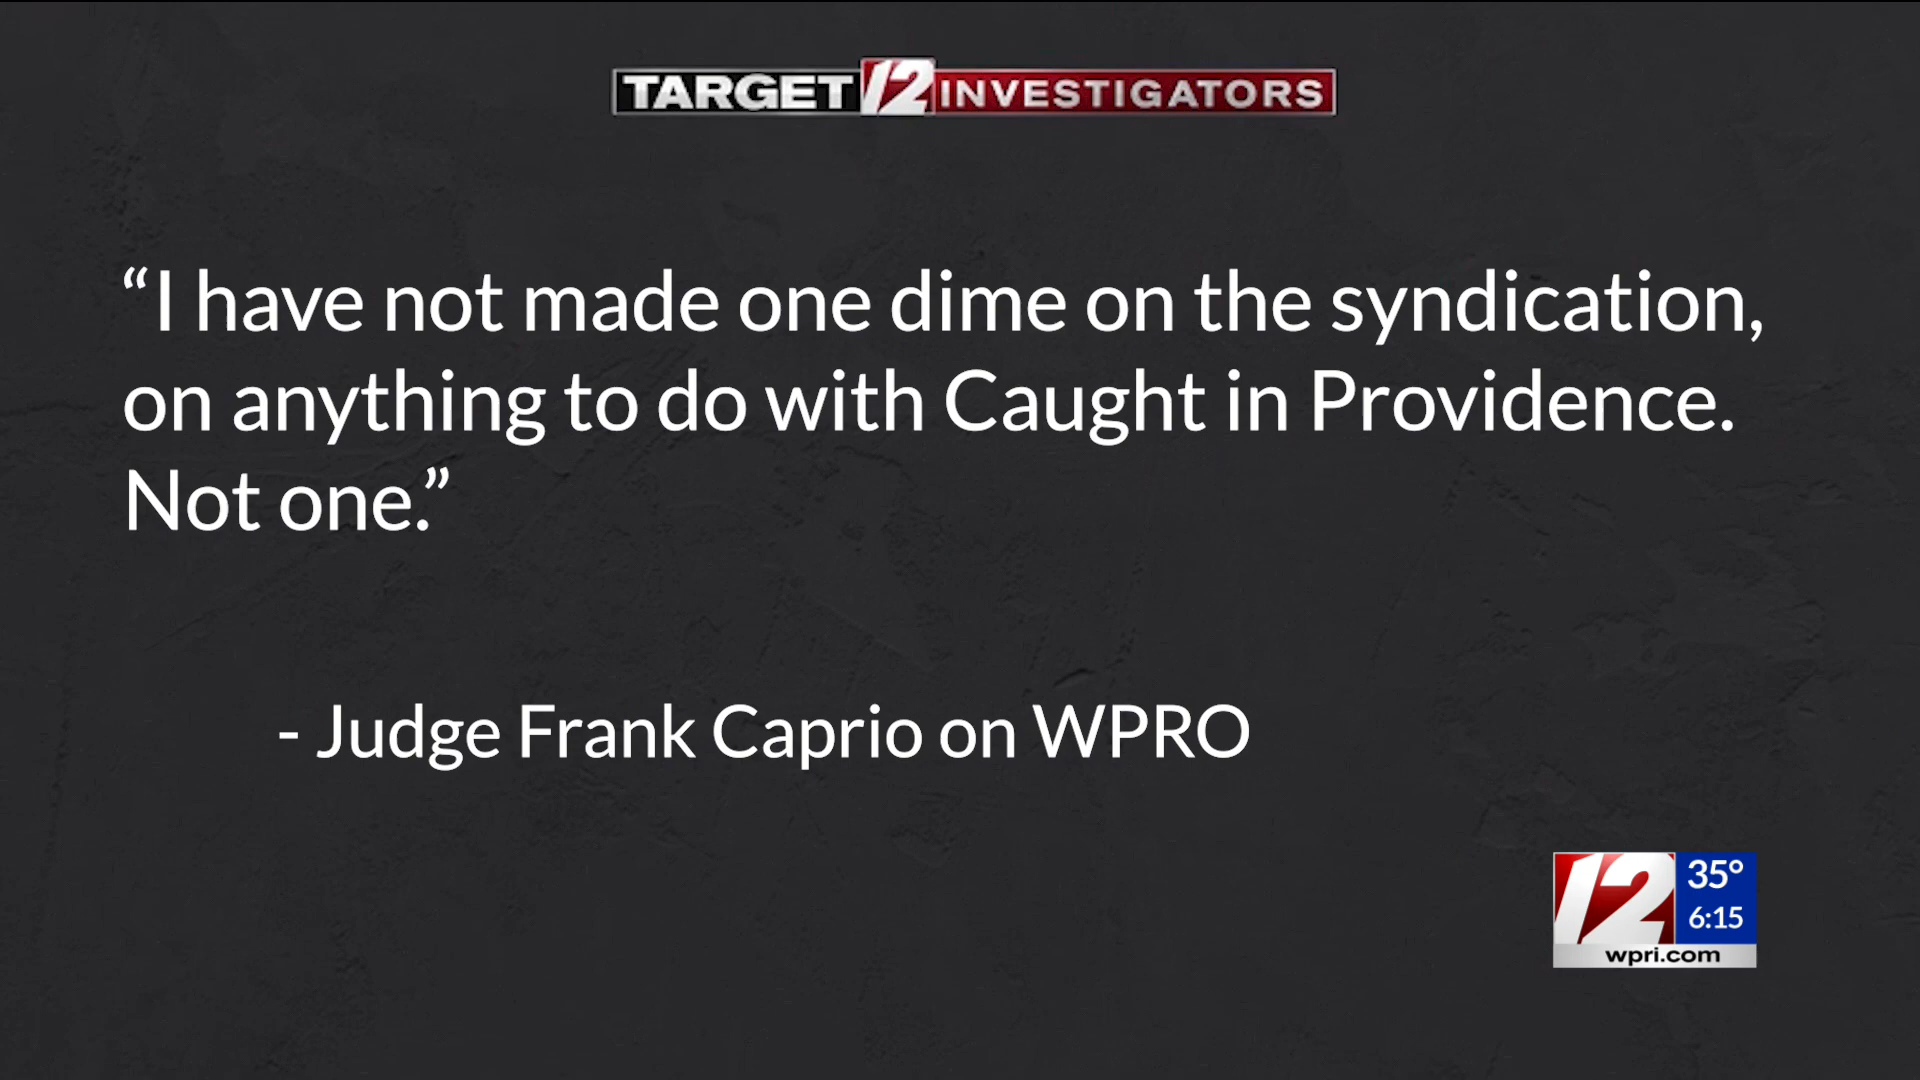 TARGET 12 INVESTIGATORS
“I have not made one dime on the syndication,
on anything to do with Caught in Providence.
Not one.”
- Judge Frank Caprio on WPRO
12
35°
6:15
wpri.com